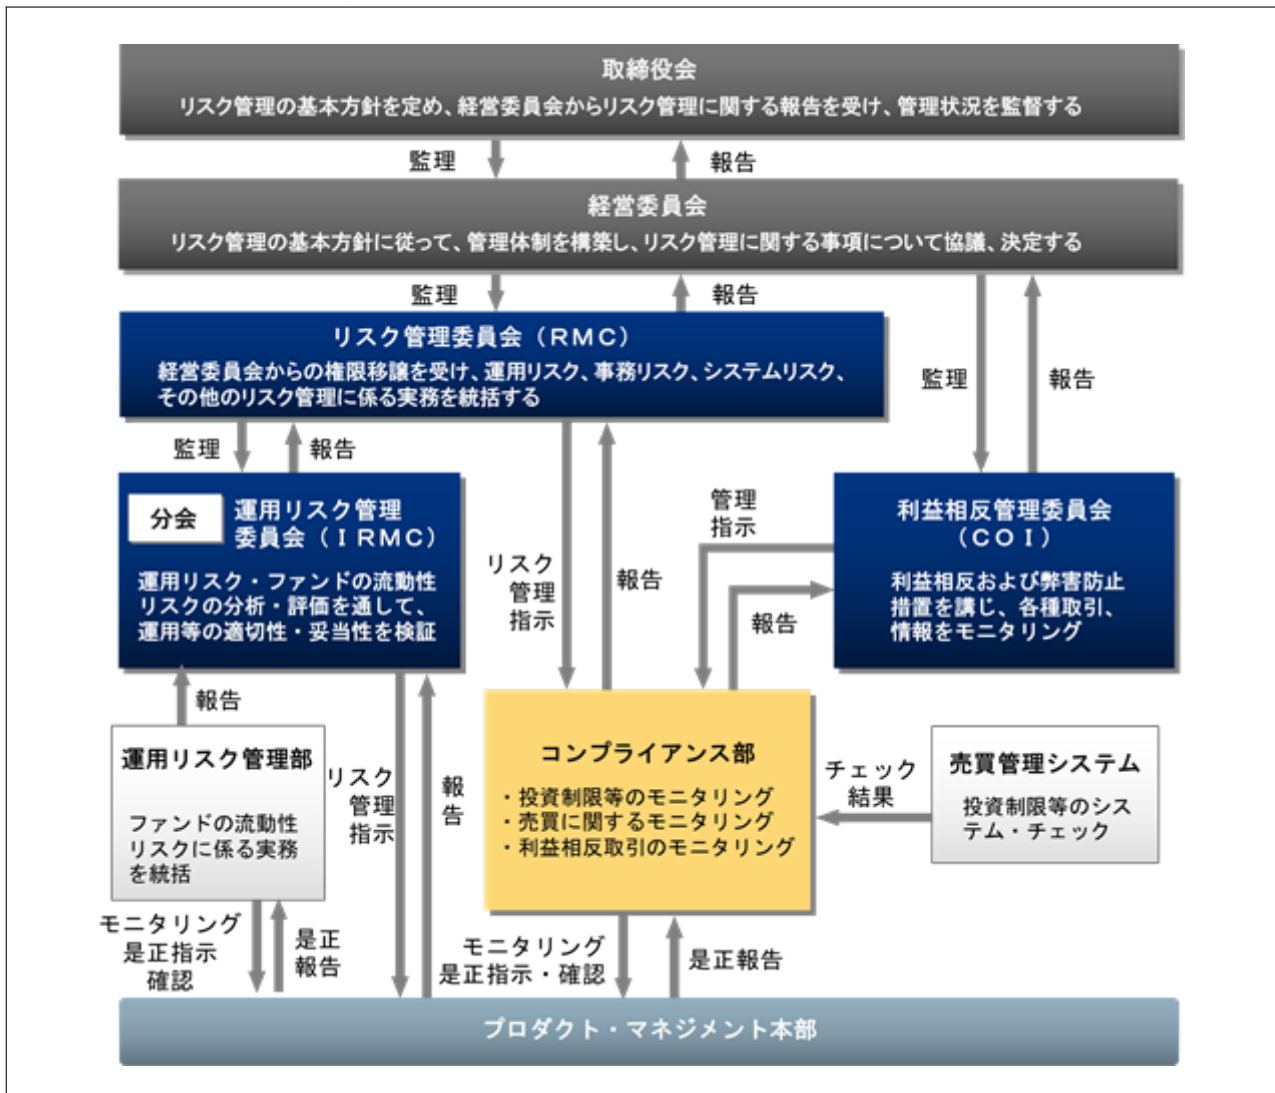 取締役会
リスク管理の基本方針を定め、経営委員会からリスク管理に関する報告を受け、管理状況を監督する
監理
報告
経営委員会
リスク管理の基本方針に従って、管理体制を構築し、リスク管理に関する事項について協議、決定する
監理
報告
リスク管理委員会（ＲＭＣ）
経営委員会からの権限移譲を受け、運用リスク、事務リスク、システムリスク、
その他のリスク管理に係る実務を統括する
監理
報告
監理
報告
分会
運用リスク管理
委員会（ＩＲＭＣ）
運用リスク・ファンドの流動性
リスクの分析・評価を通して、
運用等の適切性・妥当性を検証
リスク
管理
指示
報告
管理
指示
報告
利益相反管理委員会
（ＣＯＩ）
利益相反および弊害防止
措置を講じ、各種取引、
情報をモニタリング
報告
運用リスク管理部
ファンドの流動性
リスクに係る実務
を統括
リスク
管理
指示
報告
コンプライアンス部
・投資制限等のモニタリング
・売買に関するモニタリング
・利益相反取引のモニタリング
チェック
結果
売買管理システム
投資制限等のシス
テム・チェック
モニタリング
是正指示
確認
是正
報告
モニタリング
是正指示・確認
是正報告
プロダクト・マネジメント本部